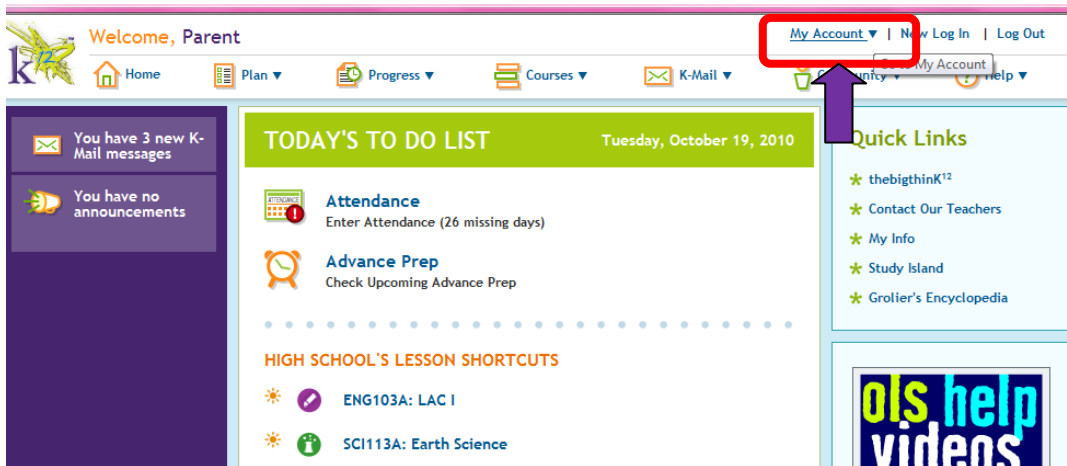 k12
Welcome, Parent
My Account ▼ | New Log In | Log Out
Home Plan ▼ Progress ▼ Courses ▼ K-Mail ▼ Help ▼
My Account
You have 3 new K-
Mail messages
You have no
announcements
TODAY'S TO DO LIST Tuesday, October 19, 2010
ATTENDANCE
Attendance
Enter Attendance (26 missing days)
Advance Prep
Check Upcoming Advance Prep
HIGH SCHOOL'S LESSON SHORTCUTS
ENG103A: LAC I
SCI113A: Earth Science
Quick Links
thebigthinK12
Contact Our Teachers
My Info
Study Island
Grolier's Encyclopedia
ols help
videos